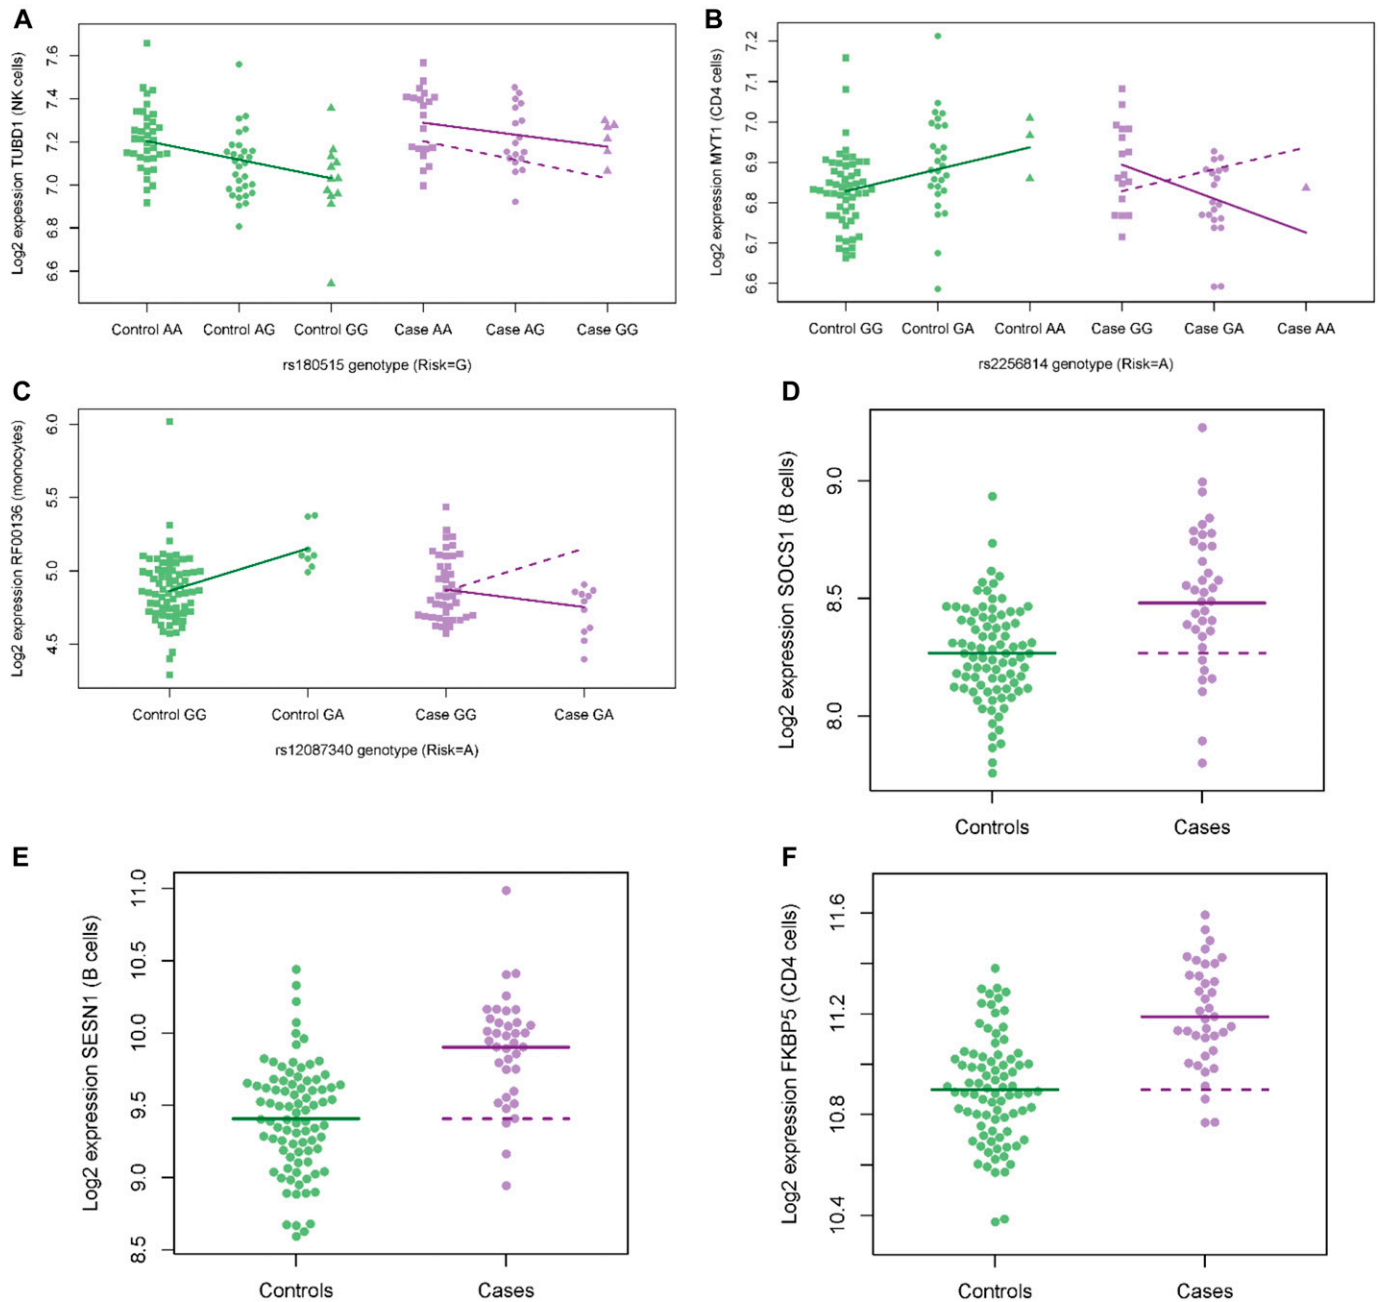 A
Log2 expession TUBD1 (NK cells)
7.6
7.4
7.2
7.0
6.8
6.6
Control AA Control AG Control GG Case AA Case AG Case GG
rs180515 genotype (Risk=G)
B
Log2 expression MYT1 (CD4 cells)
7.2
7.1
7.0
6.9
6.8
6.7
6.6
Control GG Control GA Control AA Case GG Case GA Case AA
rs2256814 genotype (Risk=A)
C
Log2 expression RF00136 (monocytes)
6.0
5.5
5.0
4.5
Control GG Control GA Case GG Case GA
rs12087340 genotype (Risk=A)
D
Log2 expression SOCS1 (B cells)
9.0
8.5
8.0
Controls Cases
E
Log2 expression SESN1 (B cells)
11.0
10.5
10.0
9.5
9.0
8.5
Controls Cases
F
Log2 expression FKBP5 (CD4 cells)
11.6
11.2
10.8
10.4
Controls Cases